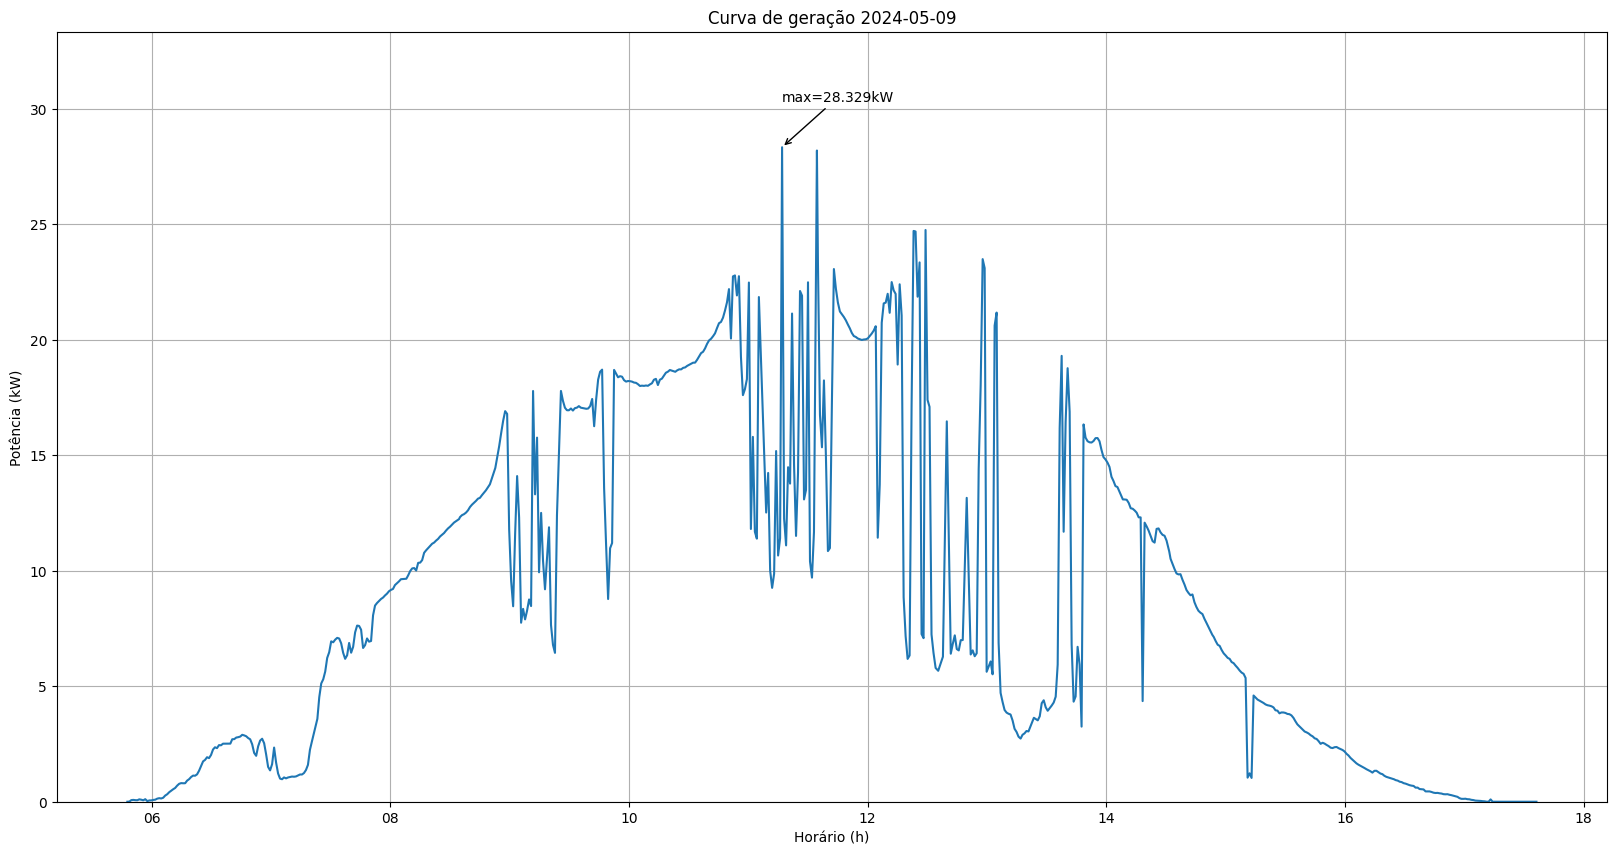 Curva de geração 2024-05-09
max=28.329kW
30
25
20
15
10
5
0
Potência (kW)
06 08 10 12 14 16 18
Horário (h)